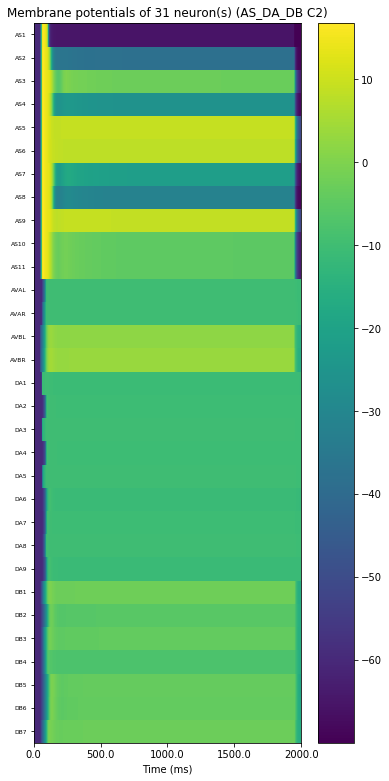 Membrane potentials of 31 neuron(s) (AS_DA_DB C2)
AS1
AS2
AS3
AS4
AS5
AS6
AS7
AS8
AS9
AS10
AS11
AVAL
AVAR
AVBL
AVBR
DA1
DA2
DA3
DA4
DA5
DA6
DA7
DA8
DA9
DB1
DB2
DB3
DB4
DB5
DB6
DB7
0.0 500.0 1000.0 1500.0 2000.0
Time (ms)
10
0
−10
−20
−30
−40
−50
−60